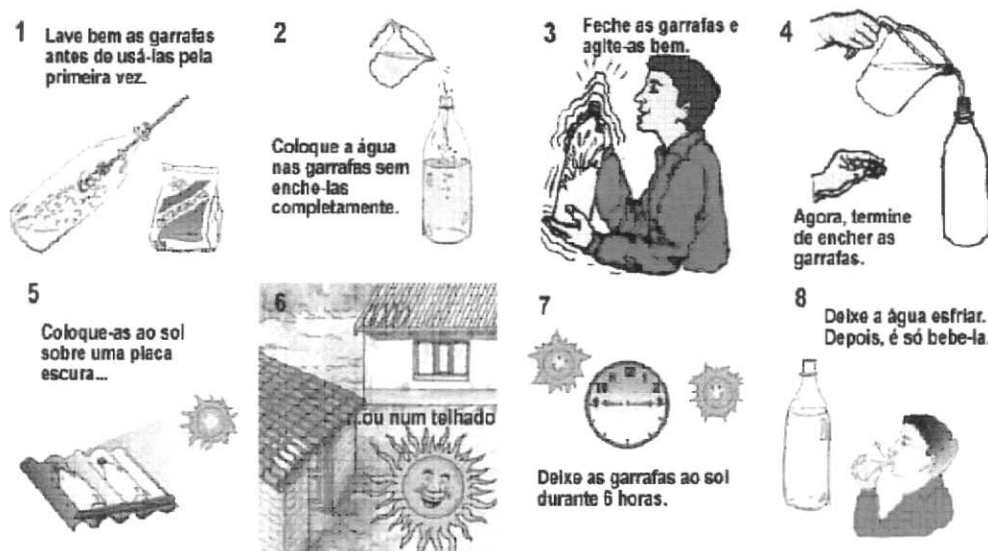 1
Lave bem as garrafas
antes de usá-las pela
primeira vez.
2
Coloque a água
nas garrafas sem
enche-las
completamente.
3
Feche as garrafas e
agite-as bem.
4
Agora, termine
de encher as
garrafas.
5
Coloque-as ao sol
sobre uma placa
escura...
6
...ou num telhado
7
Deixe as garrafas ao sol
durante 6 horas.
8
Deixe a água esfriar.
Depois, é só bebe-la.